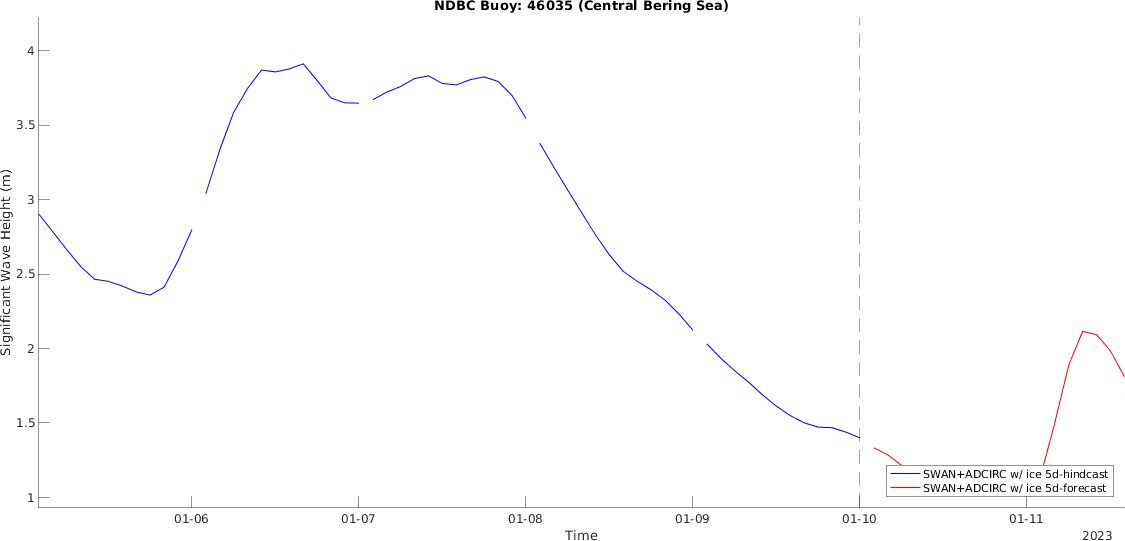 NDBC Buoy: 46035 (Central Bering Sea)
4
3.5
3
2.5
2
1.5
1
Significant Wave Height (m)
01-06
01-07
01-08
01-09
01-10
01-11
Time
2023
SWAN+ADCIRC w/ ice 5d-hindcast
SWAN+ADCIRC w/ ice 5d-forecast